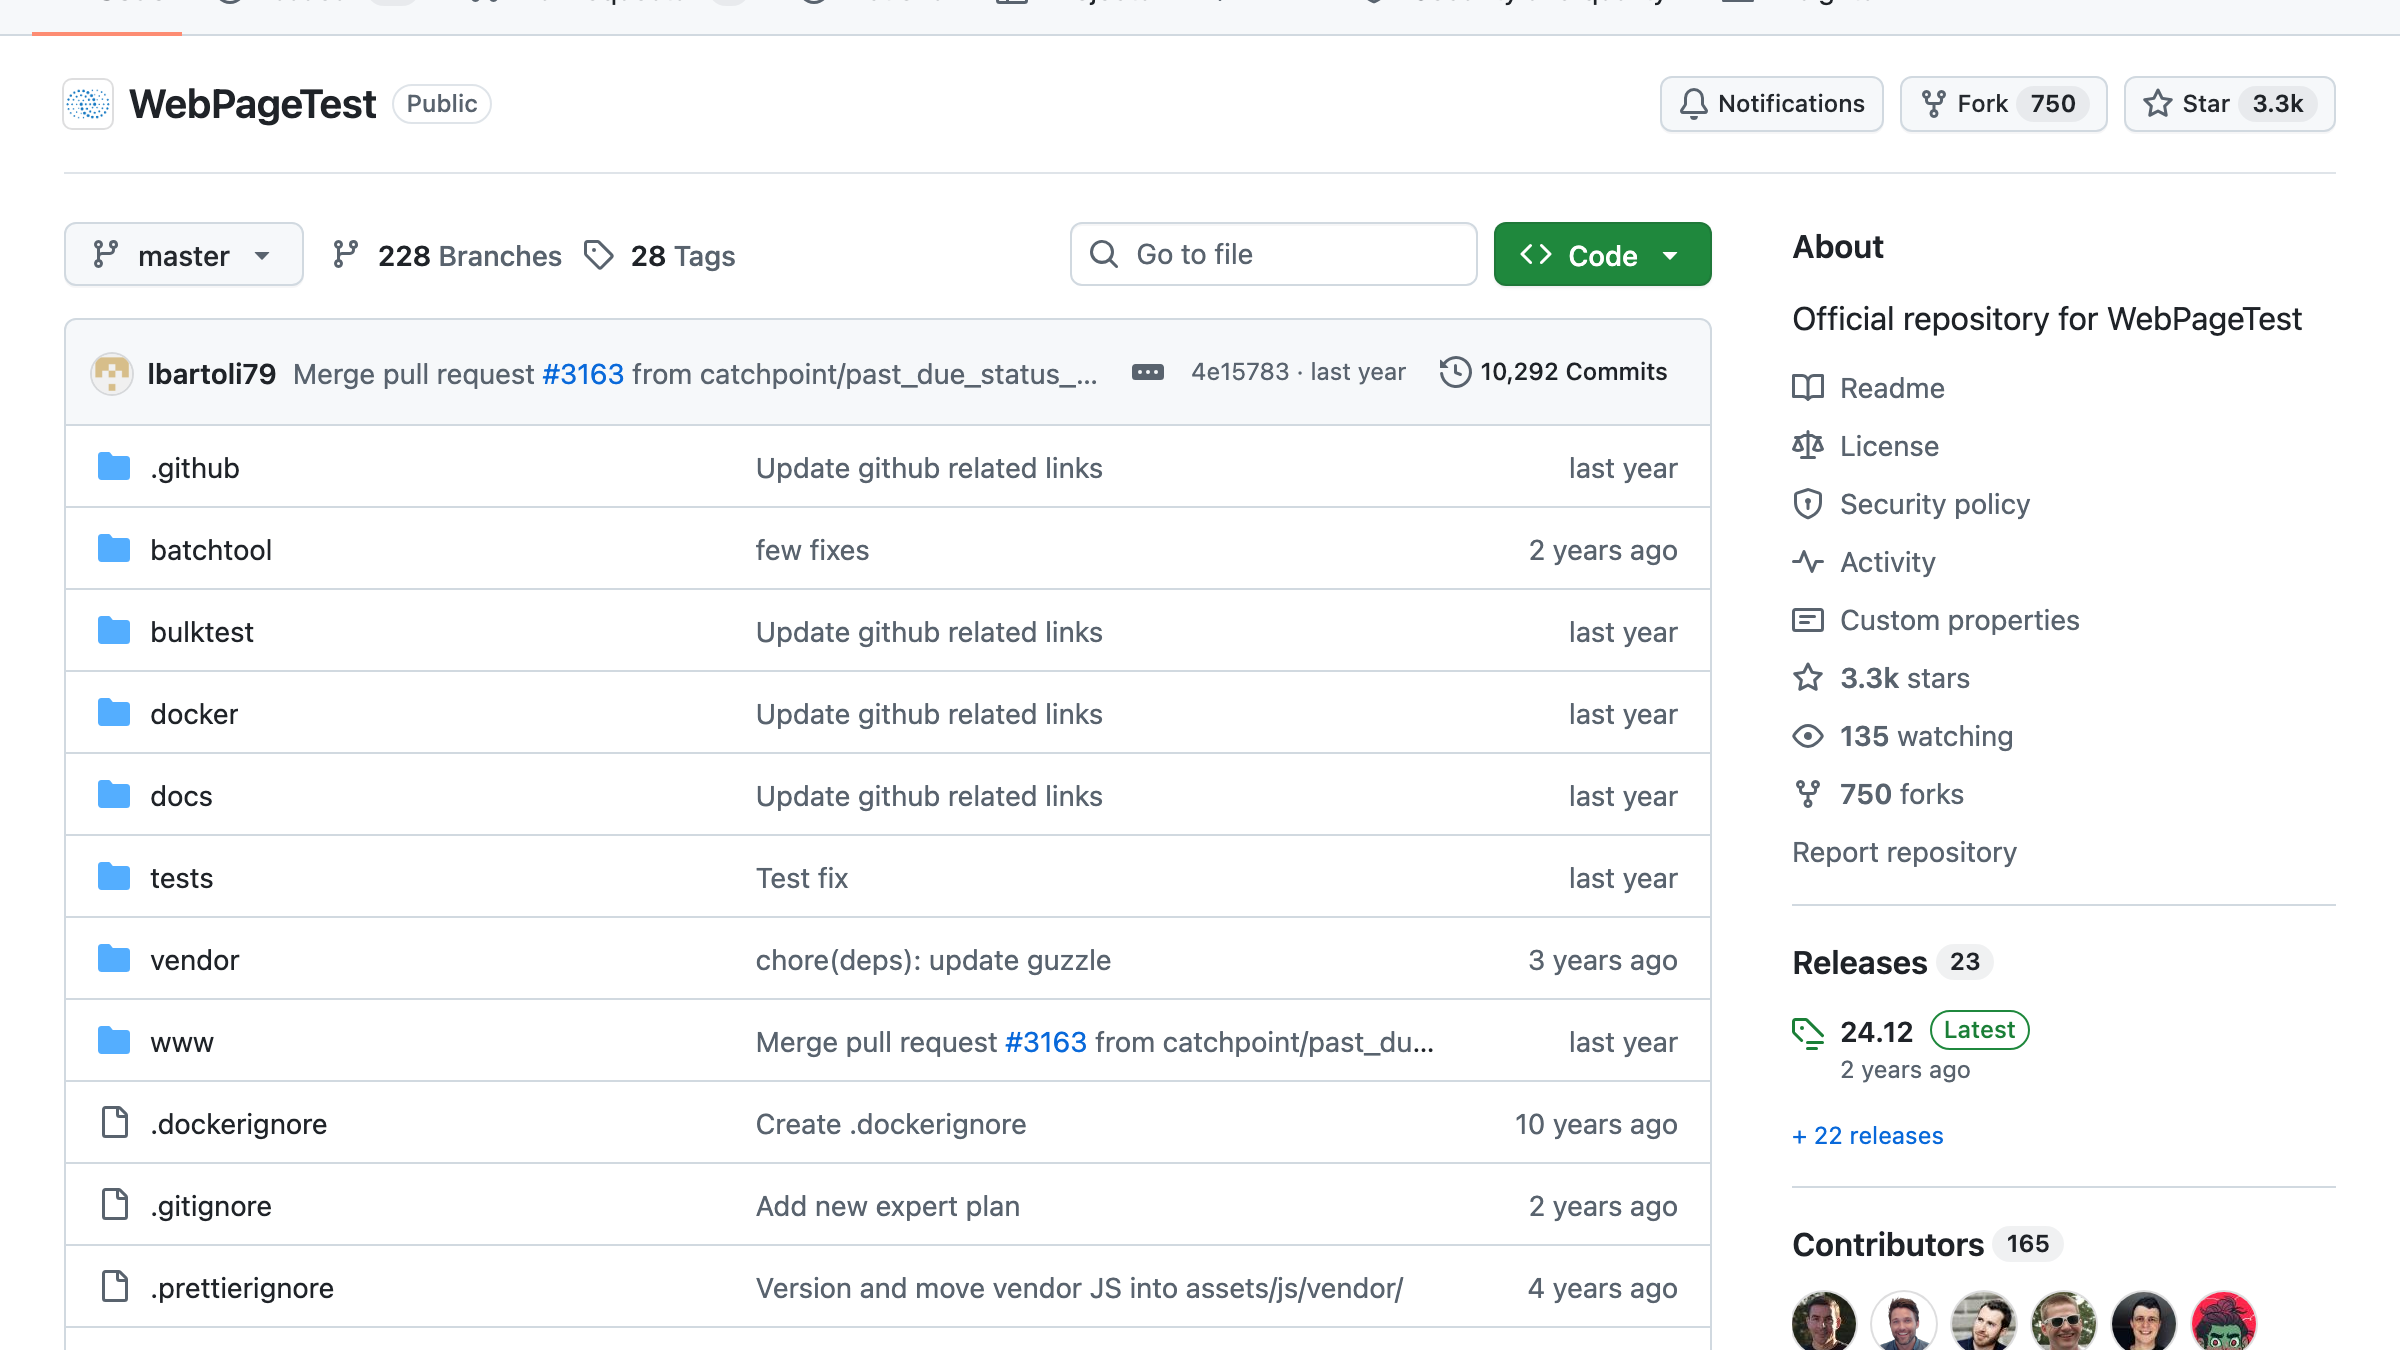 WebPageTest Public Notifications Fork 750 Star 3.3k
master 228 Branches 28 Tags Go to file Code
lbartoli79 Merge pull request #3163 from catchpoint/past_due_status_... 4e15783 · last year 10,292 Commits
.github Update github related links last year
batchtool few fixes 2 years ago
bulktest Update github related links last year
docker Update github related links last year
docs Update github related links last year
tests Test fix last year
vendor chore(deps): update guzzle 3 years ago
www Merge pull request #3163 from catchpoint/past_du... last year
.dockerignore Create .dockerignore 10 years ago
.gitignore Add new expert plan 2 years ago
.prettierignore Version and move vendor JS into assets/js/vendor/ 4 years ago
About
Official repository for WebPageTest
Readme
License
Security policy
Activity
Custom properties
3.3k stars
135 watching
750 forks
Report repository
Releases 23
24.12 Latest
2 years ago
+ 22 releases
Contributors 165